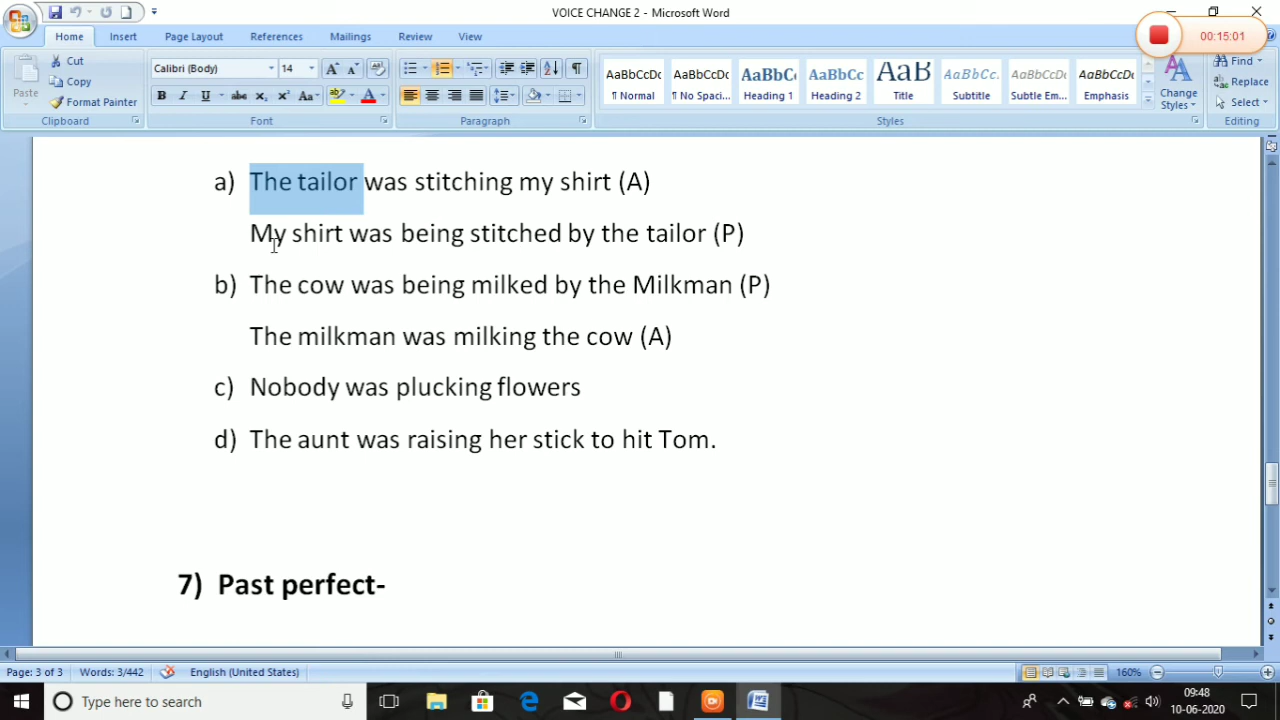 VOICE CHANGE 2 - Microsoft Word
00:15:01
Home Insert Page Layout References Mailings Review View
Paste
Cut
Copy
Format Painter
Clipboard
Calibri (Body) 14
B I U abc X₂ X² Aa
Font
Paragraph
AaBbCcDc AaBbCcDc AaBbCc AaBbCc AaB AaBbCc. AaBbCcDc AaBbCcDc
¶ Normal ¶ No Spaci... Heading 1 Heading 2 Title Subtitle Subtle Em... Emphasis
Styles
Change
Styles
Find
Replace
Select
Editing
a) The tailor was stitching my shirt (A)
My shirt was being stitched by the tailor (P)
b) The cow was being milked by the Milkman (P)
The milkman was milking the cow (A)
c) Nobody was plucking flowers
d) The aunt was raising her stick to hit Tom.
7) Past perfect-
Page: 3 of 3 Words: 3/442 English (United States) 160%
Type here to search
09:48
10-06-2020